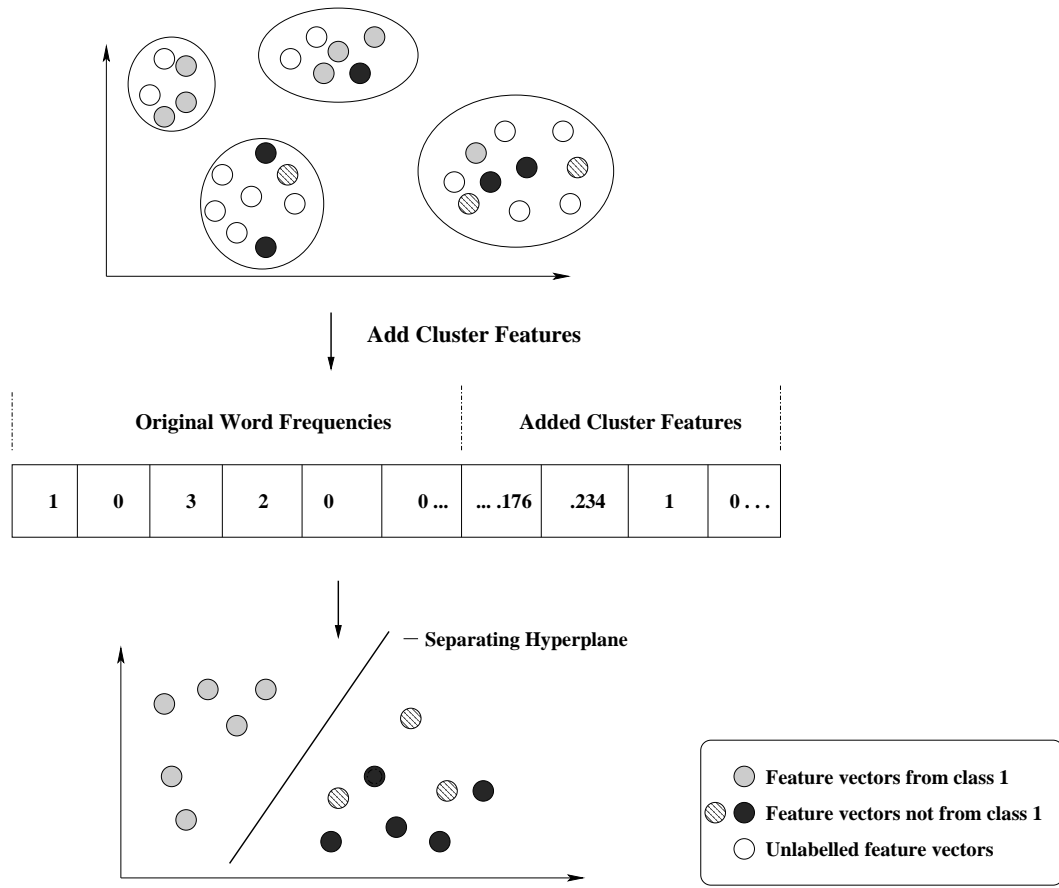 Add Cluster Features
Original Word Frequencies Added Cluster Features
1 0 3 2 0 0 ... ... .176 .234 1 0 . . .
Separating Hyperplane
Feature vectors from class 1
Feature vectors not from class 1
Unlabelled feature vectors